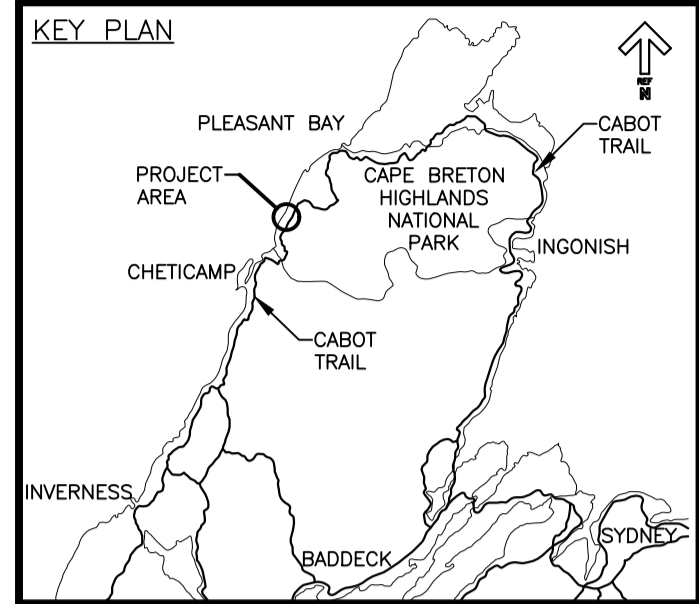 KEY PLAN
REF
N
PLEASANT BAY
CABOT
TRAIL
PROJECT
AREA
CAPE BRETON
HIGHLANDS
NATIONAL
PARK
INGONISH
CHETICAMP
CABOT
TRAIL
INVERNESS
SYDNEY
BADDECK